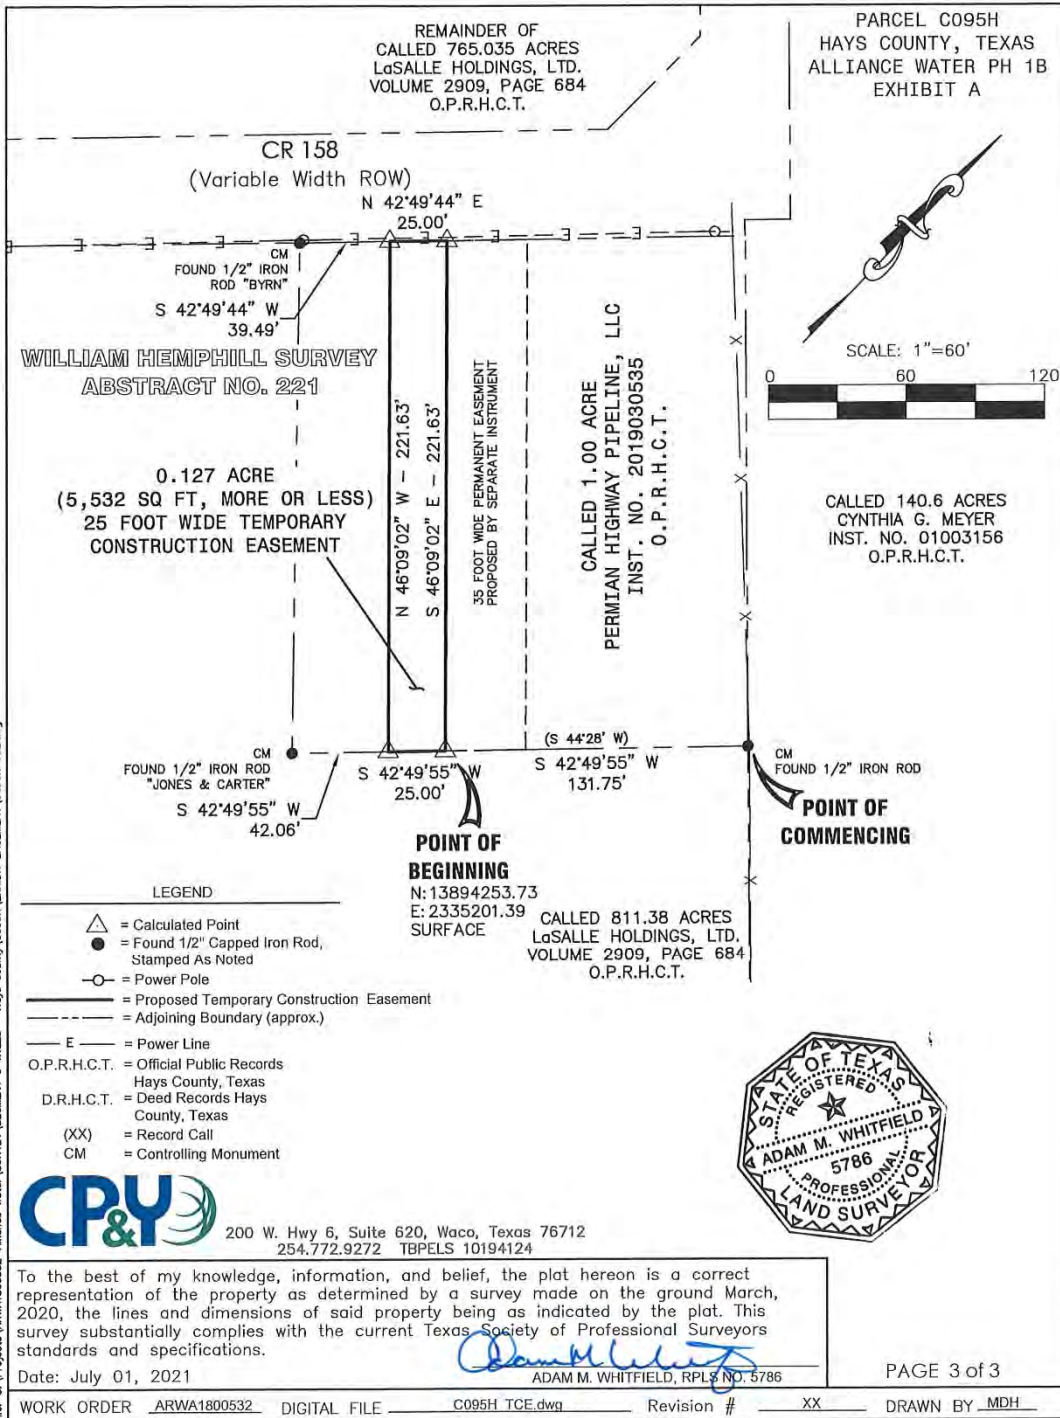 REMAINDER OF
CALLED 765.035 ACRES
LaSALLE HOLDINGS, LTD.
VOLUME 2909, PAGE 684
O.P.R.H.C.T.
PARCEL C095H
HAYS COUNTY, TEXAS
ALLIANCE WATER PH 1B
EXHIBIT A
CR 158
(Variable Width ROW)
N 42°49'44" E
25.00'
E E E E E E E E
CM
FOUND 1/2" IRON
ROD "BYRN"
S 42°49'44" W
39.49'
WILLIAM HEMPHILL SURVEY
ABSTRACT NO. 221
SCALE: 1"=60'
0 60 120
0.127 ACRE
(5,532 SQ FT, MORE OR LESS)
25 FOOT WIDE TEMPORARY
CONSTRUCTION EASEMENT
N 46°09'02" W - 221.63'
S 46°09'02" E - 221.63'
35 FOOT WIDE PERMANENT EASEMENT
PROPOSED BY SEPARATE INSTRUMENT
CALLED 1.00 ACRE
PERMIAN HIGHWAY PIPELINE, LLC
INST. NO. 2019030535
O.P.R.H.C.T.
X
X
X
X
CALLED 140.6 ACRES
CYNTHIA G. MEYER
INST. NO. 01003156
O.P.R.H.C.T.
CM
FOUND 1/2" IRON ROD
"JONES & CARTER"
S 42°49'55" W
42.06'
S 42°49'55" W
25.00'
(S 44°28' W)
S 42°49'55" W
131.75'
CM
FOUND 1/2" IRON ROD
POINT OF
COMMENCING
POINT OF
BEGINNING
N:13894253.73
E: 2335201.39
SURFACE
CALLED 811.38 ACRES
LaSALLE HOLDINGS, LTD.
VOLUME 2909, PAGE 684
O.P.R.H.C.T.
LEGEND
= Calculated Point
= Found 1/2" Capped Iron Rod,
Stamped As Noted
= Power Pole
= Proposed Temporary Construction Easement
= Adjoining Boundary (approx.)
E = Power Line
O.P.R.H.C.T. = Official Public Records
Hays County, Texas
D.R.H.C.T. = Deed Records Hays
County, Texas
(XX) = Record Call
CM = Controlling Monument
STATE OF TEXAS
REGISTERED
ADAM M. WHITFIELD
5786
PROFESSIONAL
LAND SURVEYOR
CP&Y
200 W. Hwy 6, Suite 620, Waco, Texas 76712
254.772.9272 TBPELS 10194124
To the best of my knowledge, information, and belief, the plat hereon is a correct
representation of the property as determined by a survey made on the ground March,
2020, the lines and dimensions of said property being as indicated by the plat. This
survey substantially complies with the current Texas Society of Professional Surveyors
standards and specifications.
Adam M Whitfield
Date: July 01, 2021
ADAM M. WHITFIELD, RPLS NO. 5786
PAGE 3 of 3
WORK ORDER ARWA1800532 DIGITAL FILE C095H TCE.dwg Revision # XX DRAWN BY MDH